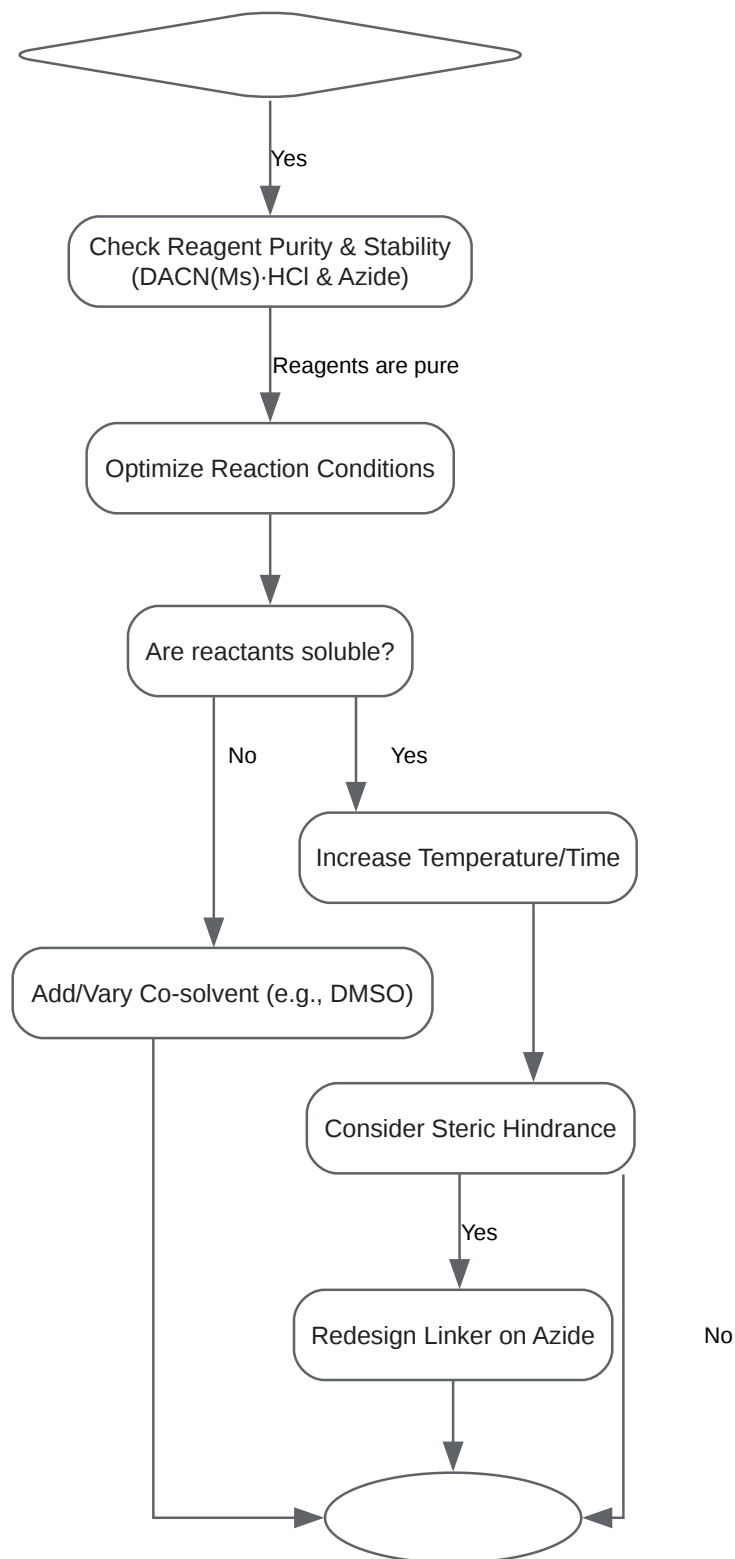 Yes
Check Reagent Purity & Stability
(DACN(Ms)·HCl & Azide)
Reagents are pure
Optimize Reaction Conditions
Are reactants soluble?
No
Yes
Increase Temperature/Time
Add/Vary Co-solvent (e.g., DMSO)
Consider Steric Hindrance
Yes
Redesign Linker on Azide
No